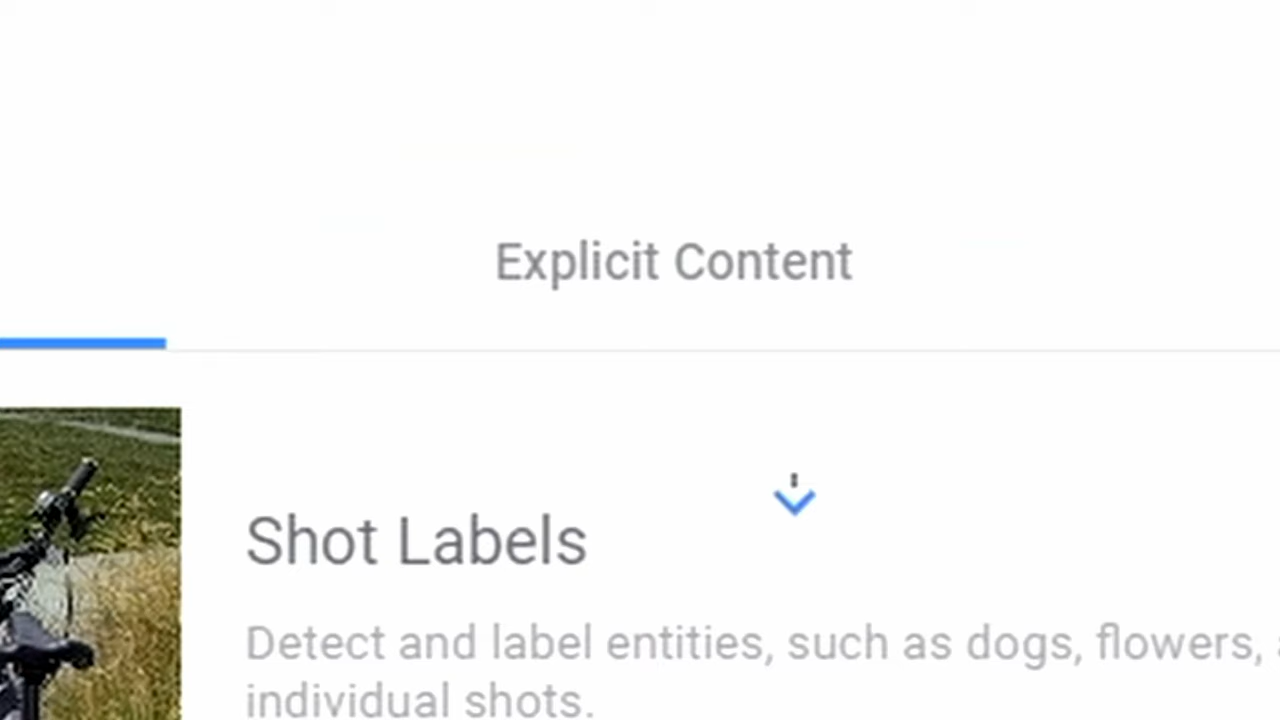 Explicit Content
Shot Labels
Detect and label entities, such as dogs, flowers,
individual shots.